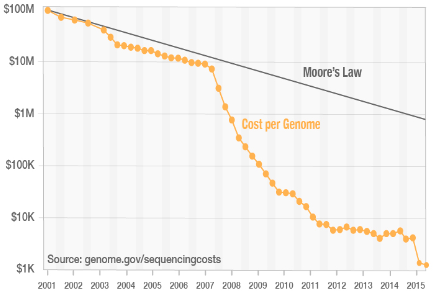 $100M
$10M
Moore's Law
$1M
Cost per Genome
$100K
$10K
Source: genome.gov/sequencingcosts
$1K
2001 2002 2003 2004 2005 2006 2007 2008 2009 2010 2011 2012 2013 2014 2015